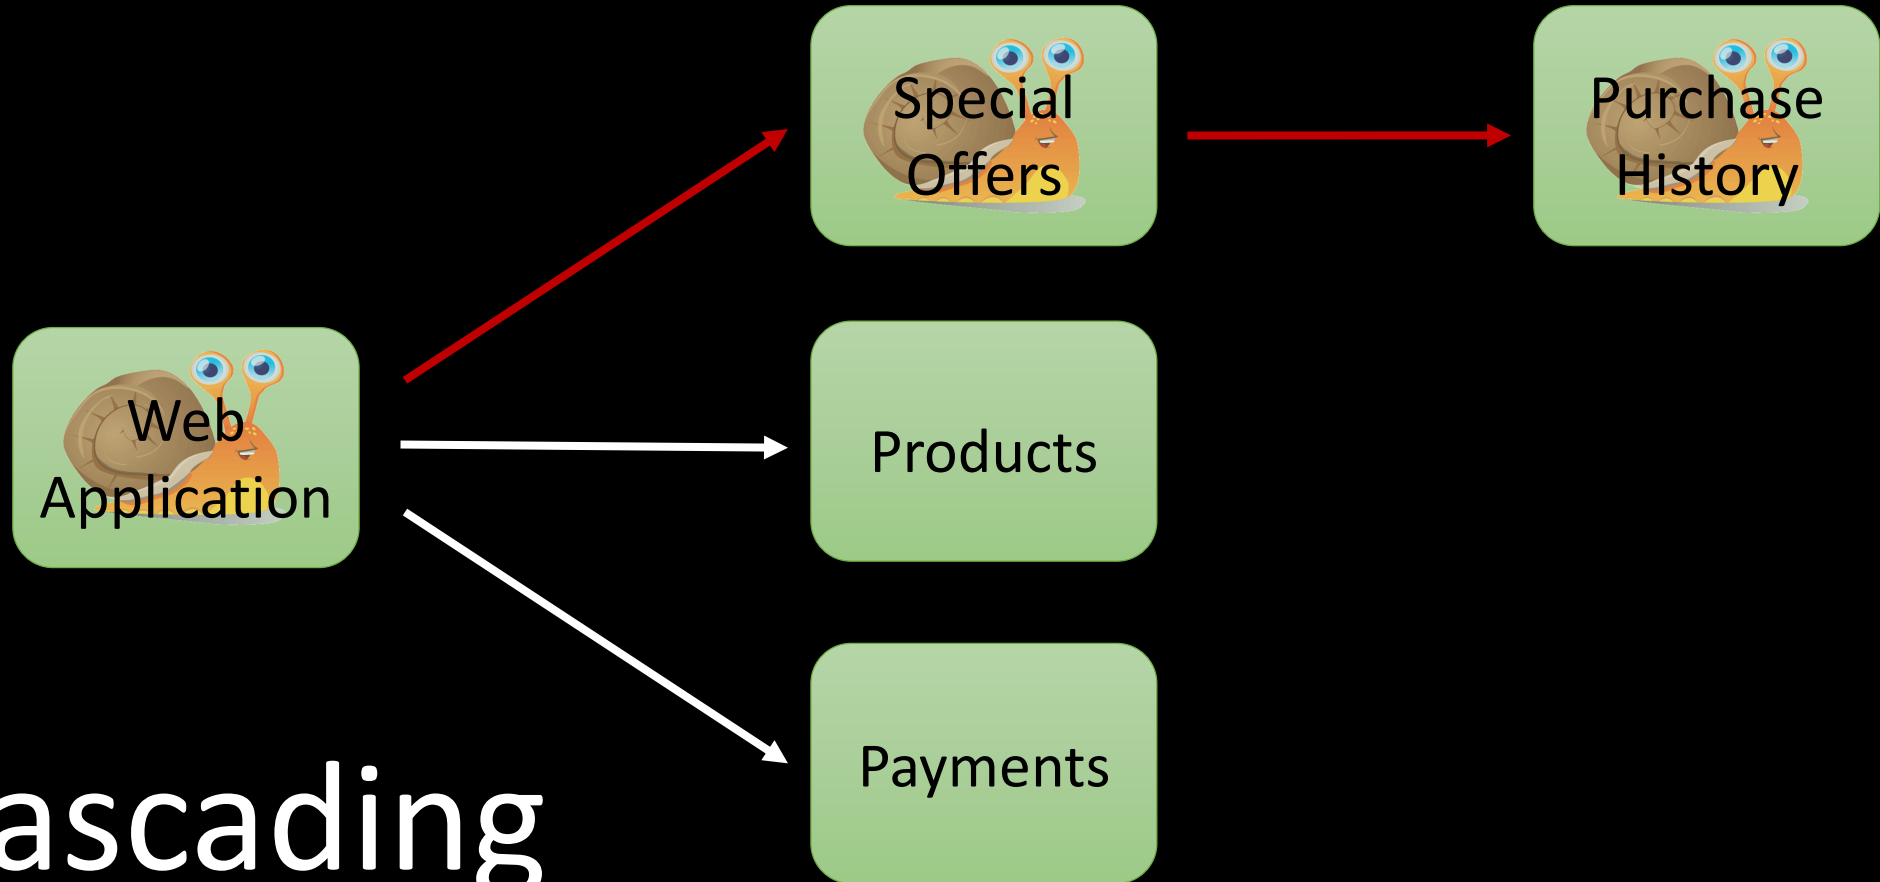 Special
Offers
Purchase
History
Web
Application
Products
Payments
ascading